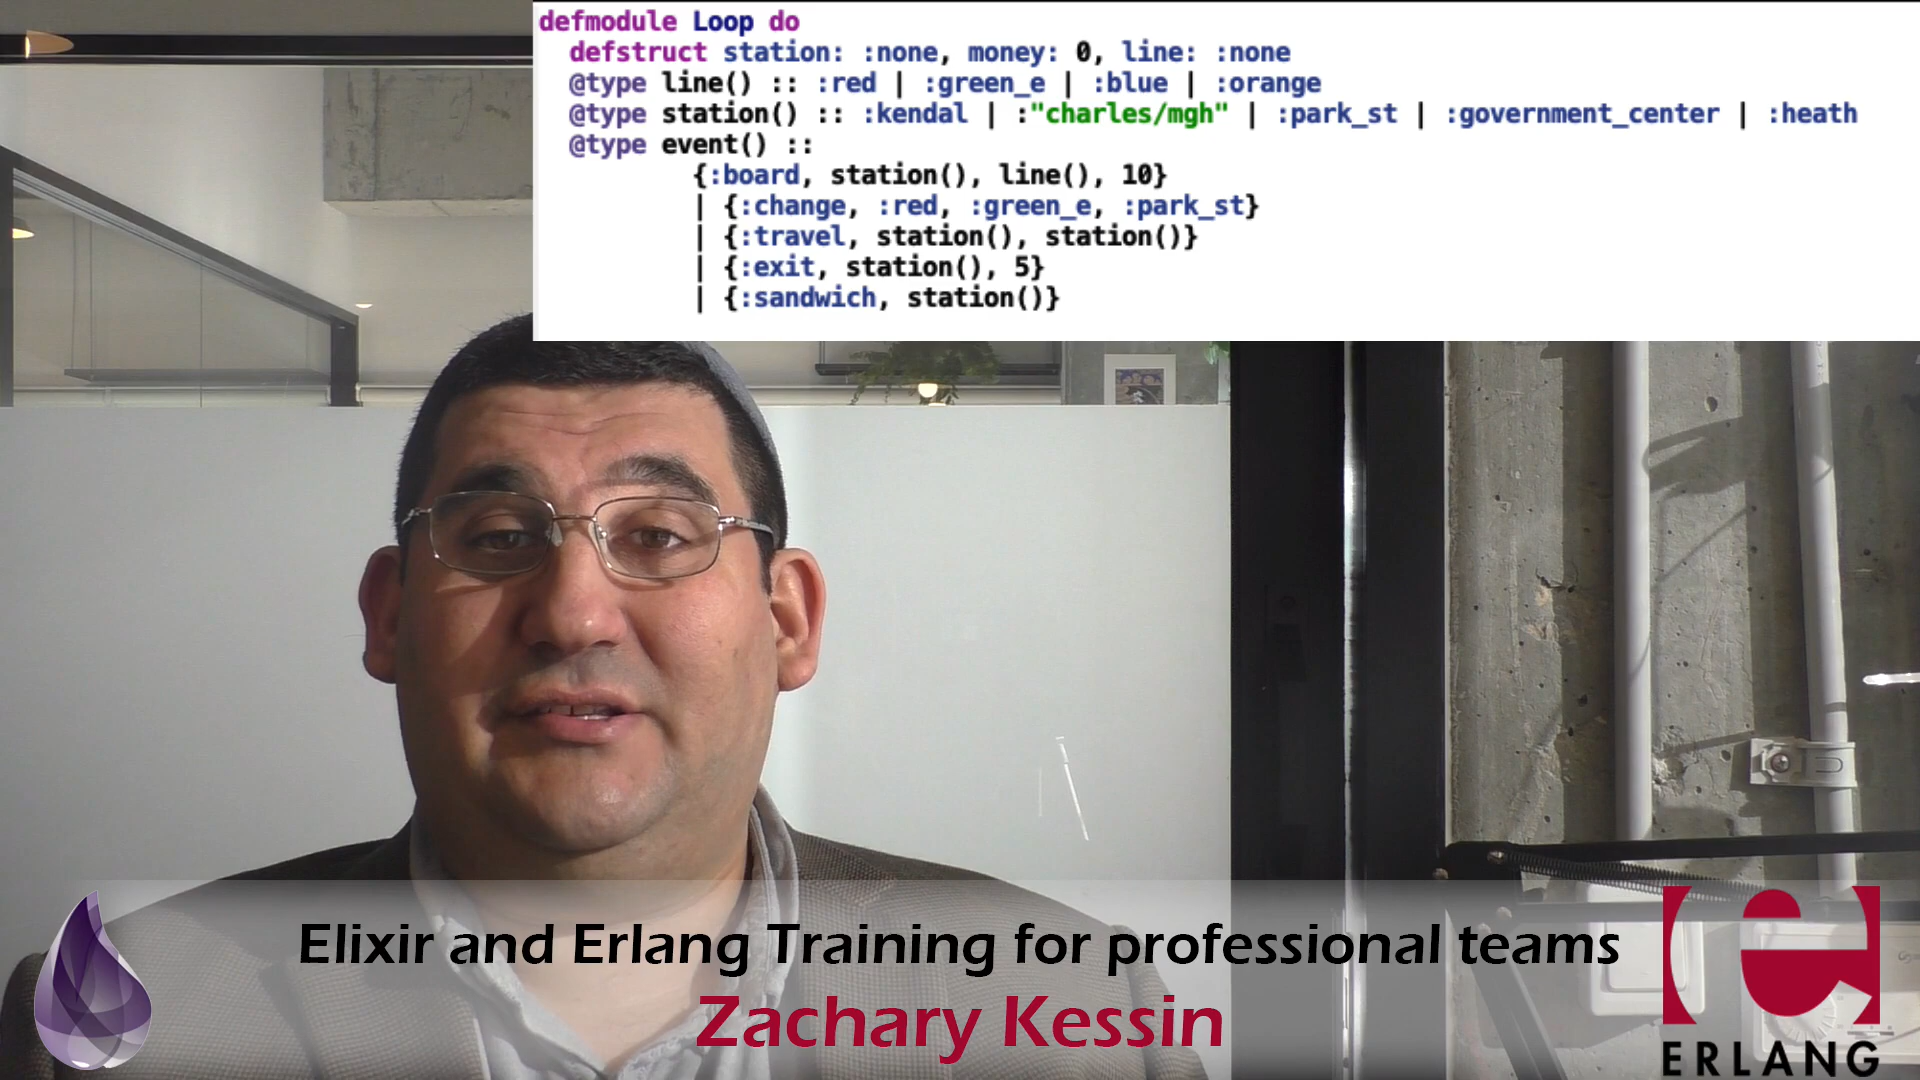 defmodule Loop do
  defstruct station: :none, money: 0, line: :none
  @type line() :: :red | :green_e | :blue | :orange
  @type station() :: :kendal | :"charles/mgh" | :park_st | :government_center | :heath
  @type event() ::
          {:board, station(), line(), 10}
          | {:change, :red, :green_e, :park_st}
          | {:travel, station(), station()}
          | {:exit, station(), 5}
          | {:sandwich, station()}
Elixir and Erlang Training for professional teams
Zachary Kessin
e
ERLANG